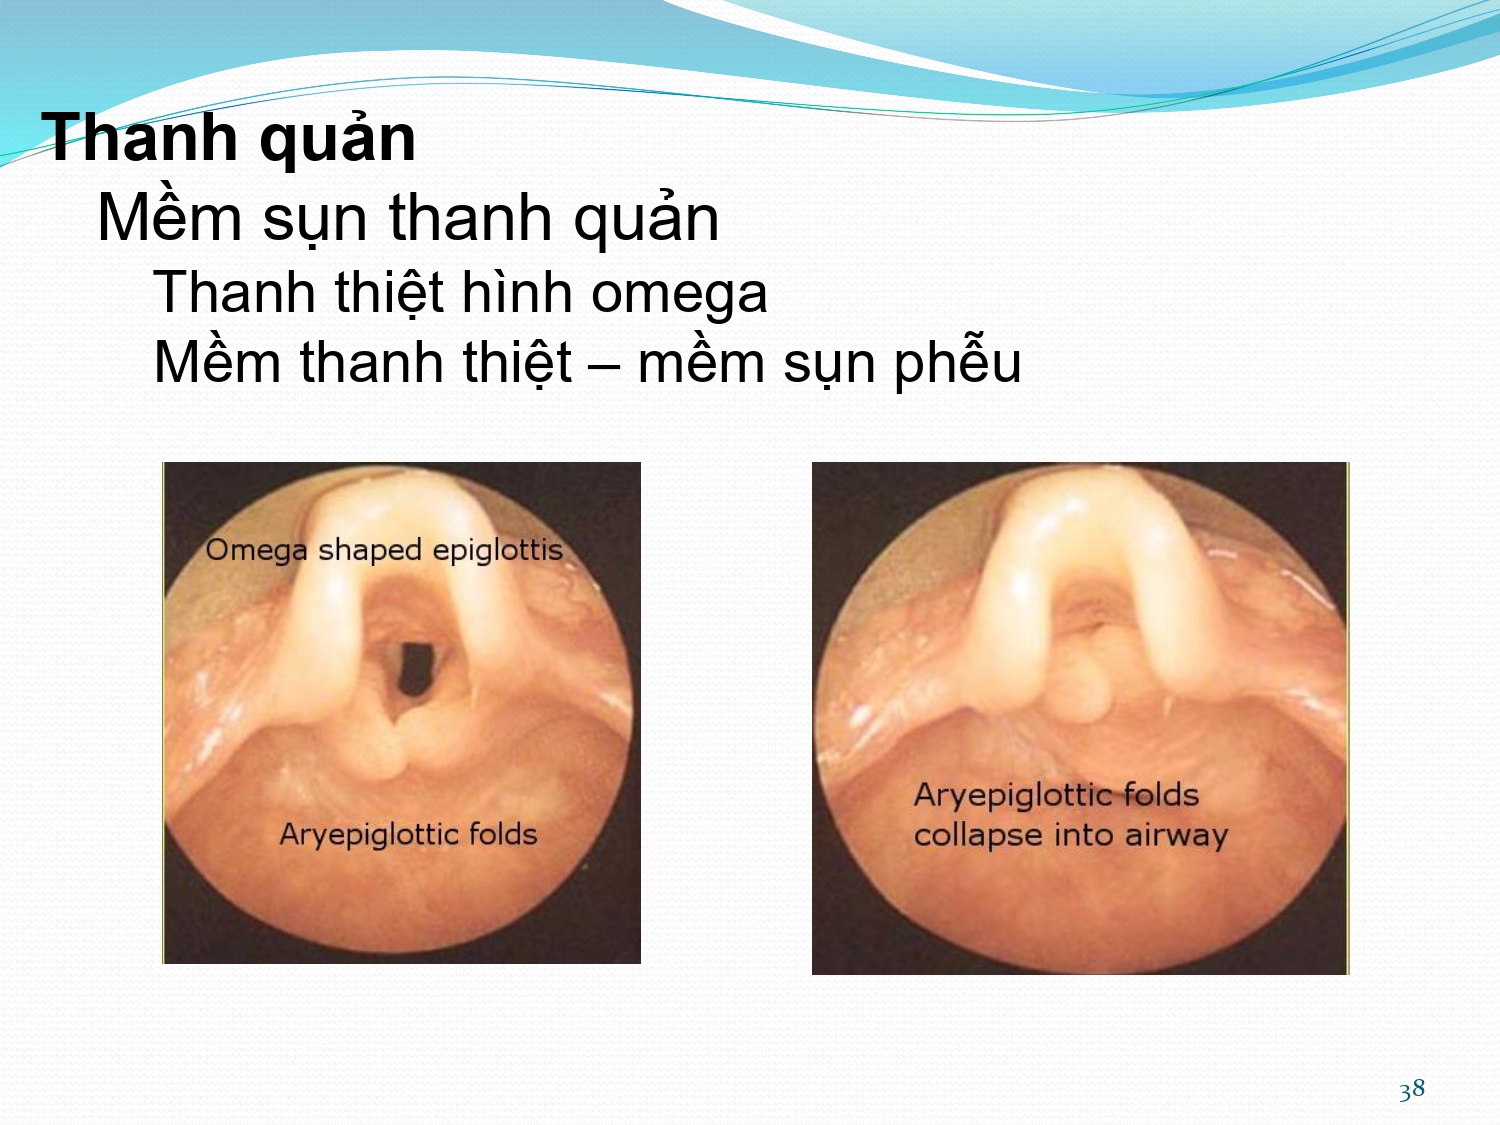 Thanh quản
Mềm sụn thanh quản
Thanh thiệt hình omega
Mềm thanh thiệt – mềm sụn phễu
Omega shaped epiglottis
Aryepiglottic folds
Aryepiglottic folds
collapse into airway
38